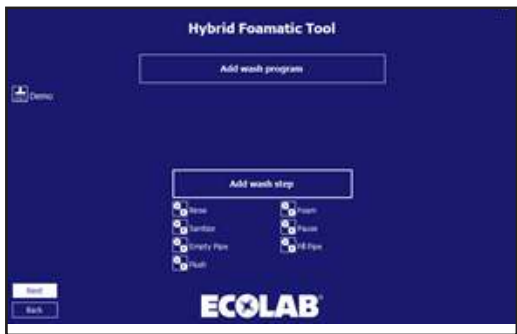 Hybrid Foamatic Tool
Add wash program
Demo
Add wash step
Rinse Foam
Sanitizer Pause
Empty Pipe Fill Pipe
Flush
Next
Back
ECOLAB